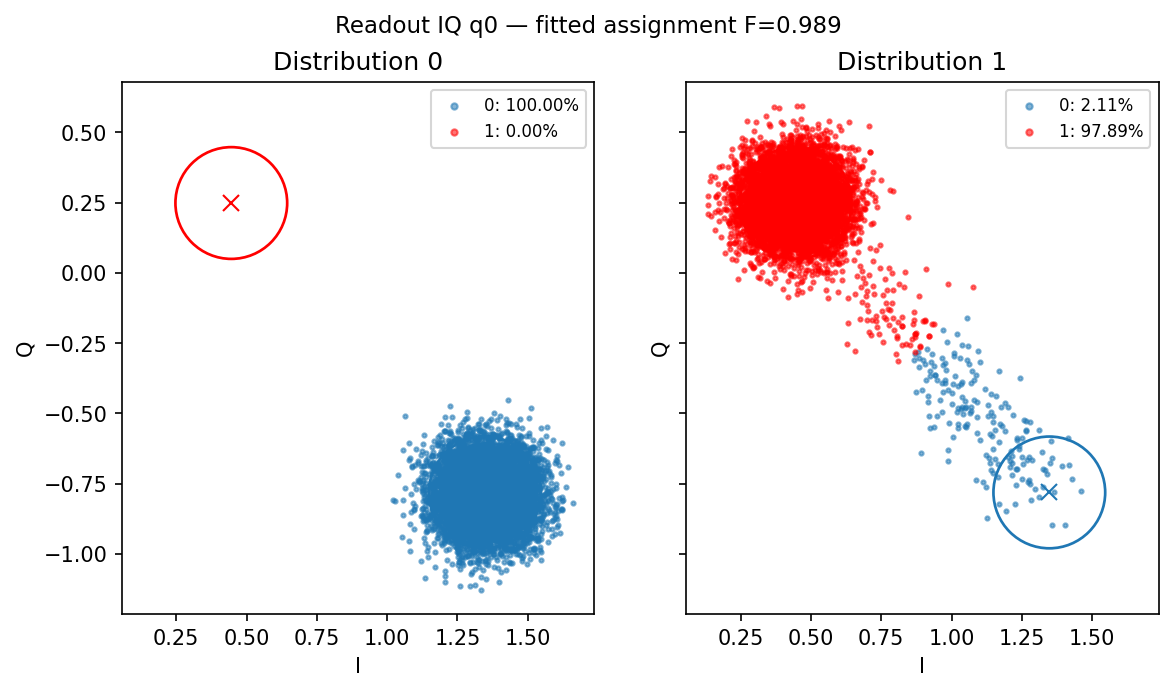 Readout IQ q0 — fitted assignment F=0.989
Distribution 0
Distribution 1
0: 100.00%
1: 0.00%
0: 2.11%
1: 97.89%
Q
0.50
0.25
0.00
−0.25
−0.50
−0.75
−1.00
Q
0.25 0.50 0.75 1.00 1.25 1.50
0.25 0.50 0.75 1.00 1.25 1.50
I
I